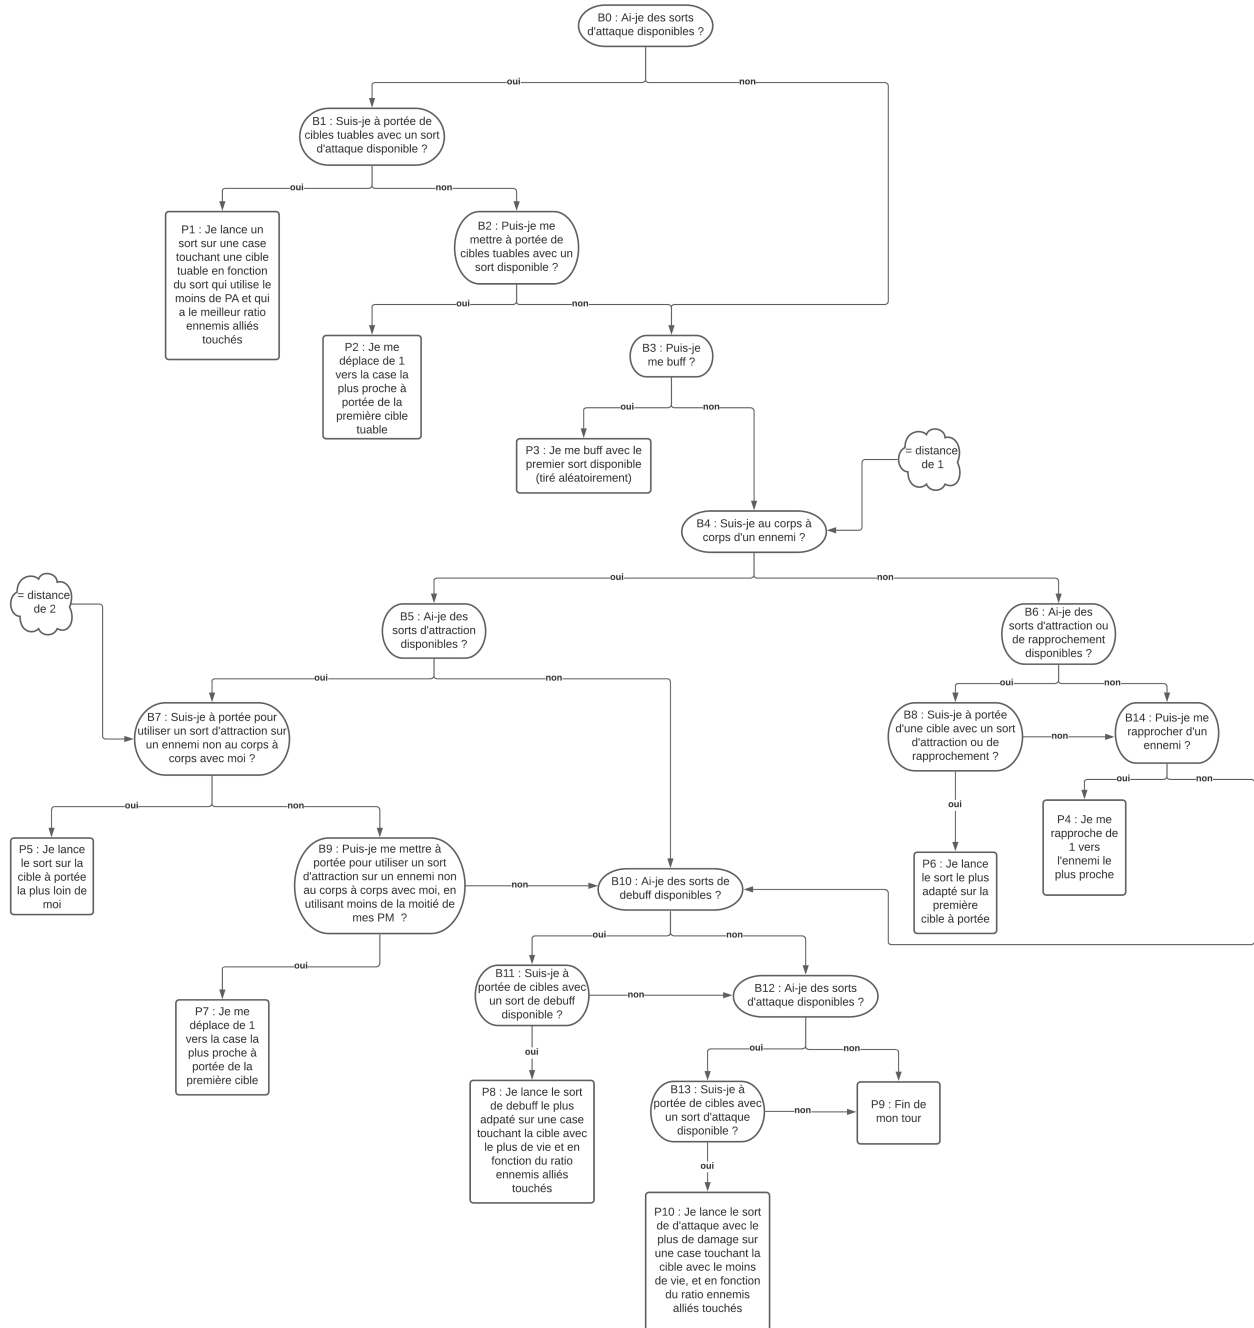 B0 : Ai-je des sorts
d'attaque disponibles ?
oui
non
B1 : Suis-je à portée de
cibles tuables avec un sort
d'attaque disponible ?
oui
non
P1 : Je lance un
sort sur une case
touchant une cible
tuable en fonction
du sort qui utilise le
moins de PA et qui
a le meilleur ratio
ennemis alliés
touchés
B2 : Puis-je me
mettre à portée de
cibles tuables avec un
sort disponible ?
oui
non
P2 : Je me
déplace de 1
vers la case la
plus proche à
portée de la
première cible
tuable
B3 : Puis-je
me buff ?
oui
non
P3 : Je me buff avec le
premier sort disponible
(tiré aléatoirement)
= distance
de 1
B4 : Suis-je au corps à
corps d'un ennemi ?
oui
non
= distance
de 2
B5 : Ai-je des
sorts d'attraction
disponibles ?
B6 : Ai-je des
sorts d'attraction ou
de rapprochement
disponibles ?
oui
non
oui
non
B7 : Suis-je à portée pour
utiliser un sort d'attraction sur
un ennemi non au corps à
corps avec moi ?
B8 : Suis-je à portée
d'une cible avec un sort
d'attraction ou de
rapprochement ?
non
B14 : Puis-je me
rapprocher d'un
ennemi ?
oui
non
oui
oui
non
P5 : Je lance
le sort sur la
cible à portée
la plus loin de
moi
B9 : Puis-je me mettre à
portée pour utiliser un sort
d'attraction sur un ennemi non
au corps à corps avec moi, en
utilisant moins de la moitié de
mes PM ?
non
P4 : Je me
rapproche de
1 vers
l'ennemi le
plus proche
P6 : Je lance
le sort le plus
adapté sur la
première
cible à portée
B10 : Ai-je des sorts de
debuff disponibles ?
oui
oui
non
P7 : Je me
déplace de 1
vers la case la
plus proche à
portée de la
première cible
B11 : Suis-je à
portée de cibles avec
un sort de debuff
disponible ?
non
B12 : Ai-je des sorts
d'attaque disponibles ?
oui
oui
non
P8 : Je lance le sort
de debuff le plus
adpaté sur une case
touchant la cible avec
le plus de vie et en
fonction du ratio
ennemis alliés
touchés
B13 : Suis-je à
portée de cibles avec
un sort d'attaque
disponible ?
non
P9 : Fin de
mon tour
oui
P10 : Je lance le sort
de d'attaque avec le
plus de damage sur
une case touchant la
cible avec le moins
de vie, et en fonction
du ratio ennemis
alliés touchés